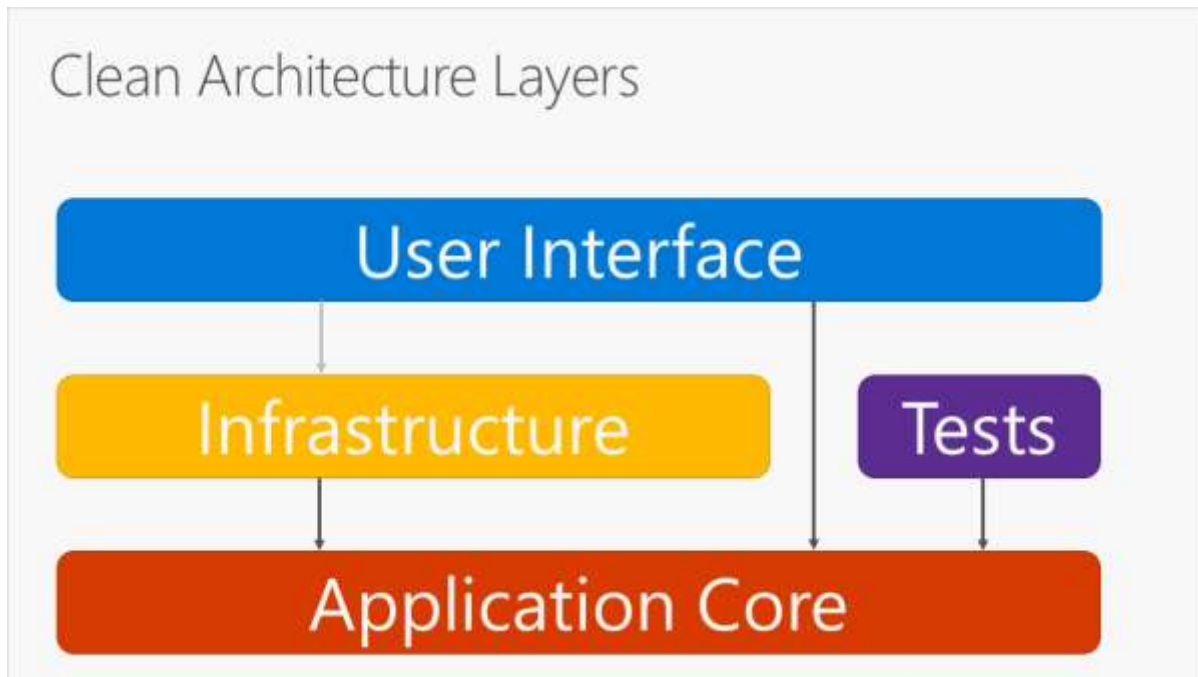 Clean Architecture Layers
User Interface
Infrastructure
Tests
Application Core